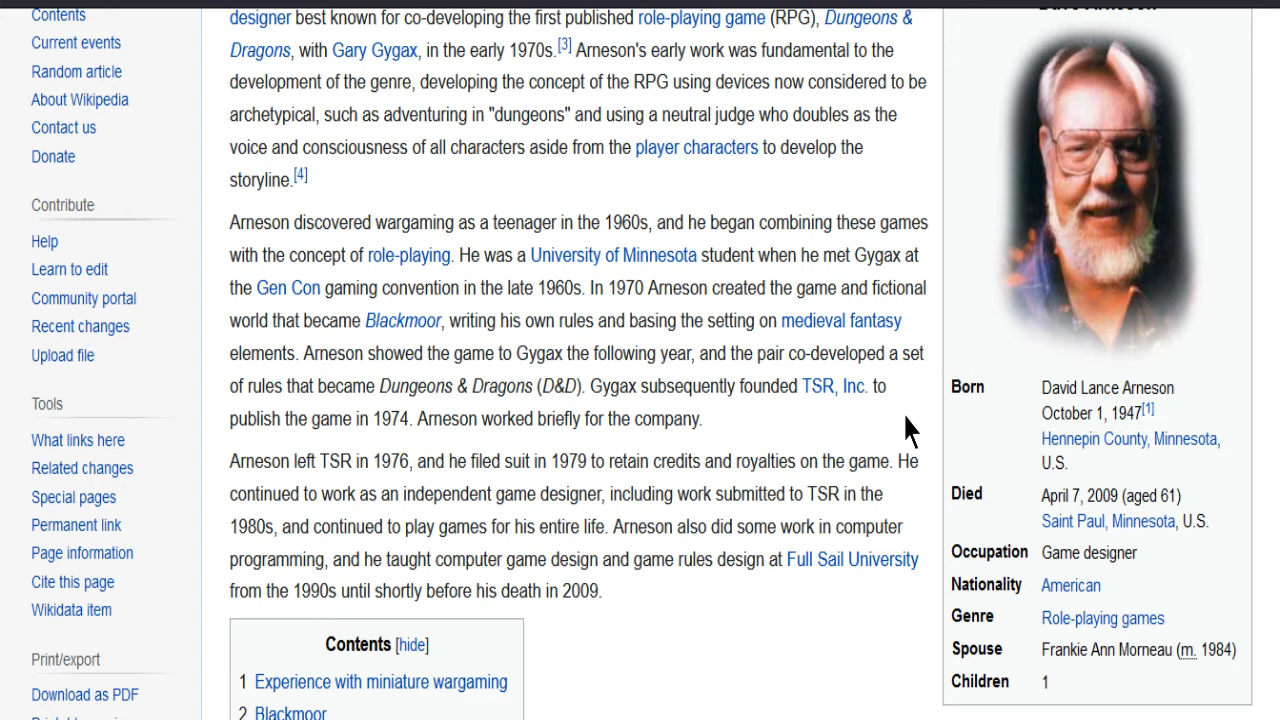 Contents
Current events
Random article
About Wikipedia
Contact us
Donate
Contribute
Help
Learn to edit
Community portal
Recent changes
Upload file
Tools
What links here
Related changes
Special pages
Permanent link
Page information
Cite this page
Wikidata item
Print/export
Download as PDF
designer best known for co-developing the first published role-playing game (RPG), Dungeons &
Dragons, with Gary Gygax, in the early 1970s.[3] Arneson's early work was fundamental to the
development of the genre, developing the concept of the RPG using devices now considered to be
archetypical, such as adventuring in "dungeons" and using a neutral judge who doubles as the
voice and consciousness of all characters aside from the player characters to develop the
storyline.[4]
Arneson discovered wargaming as a teenager in the 1960s, and he began combining these games
with the concept of role-playing. He was a University of Minnesota student when he met Gygax at
the Gen Con gaming convention in the late 1960s. In 1970 Arneson created the game and fictional
world that became Blackmoor, writing his own rules and basing the setting on medieval fantasy
elements. Arneson showed the game to Gygax the following year, and the pair co-developed a set
of rules that became Dungeons & Dragons (D&D). Gygax subsequently founded TSR, Inc. to
publish the game in 1974. Arneson worked briefly for the company.
Arneson left TSR in 1976, and he filed suit in 1979 to retain credits and royalties on the game. He
continued to work as an independent game designer, including work submitted to TSR in the
1980s, and continued to play games for his entire life. Arneson also did some work in computer
programming, and he taught computer game design and game rules design at Full Sail University
from the 1990s until shortly before his death in 2009.
Contents [hide]
1 Experience with miniature wargaming
2 Blackmoor
Born David Lance Arneson
October 1, 1947[1]
Hennepin County, Minnesota,
U.S.
Died April 7, 2009 (aged 61)
Saint Paul, Minnesota, U.S.
Occupation Game designer
Nationality American
Genre Role-playing games
Spouse Frankie Ann Morneau (m. 1984)
Children 1